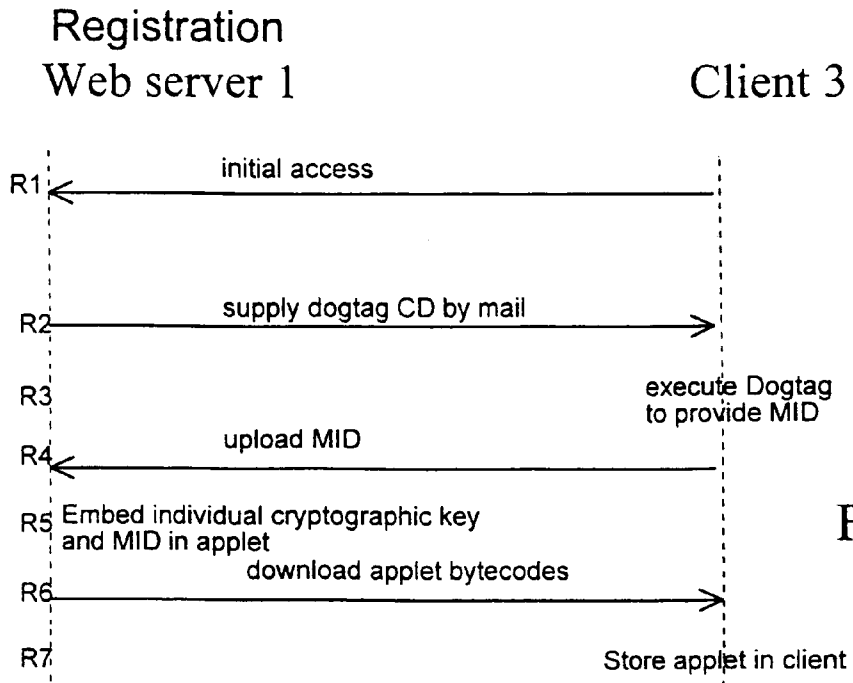 Registration
Web server 1 Client 3
R1 initial access
R2 supply dogtag CD by mail
R3 execute Dogtag
to provide MID
R4 upload MID
R5 Embed individual cryptographic key
and MID in applet
F
R6 download applet bytecodes
R7 Store applet in client